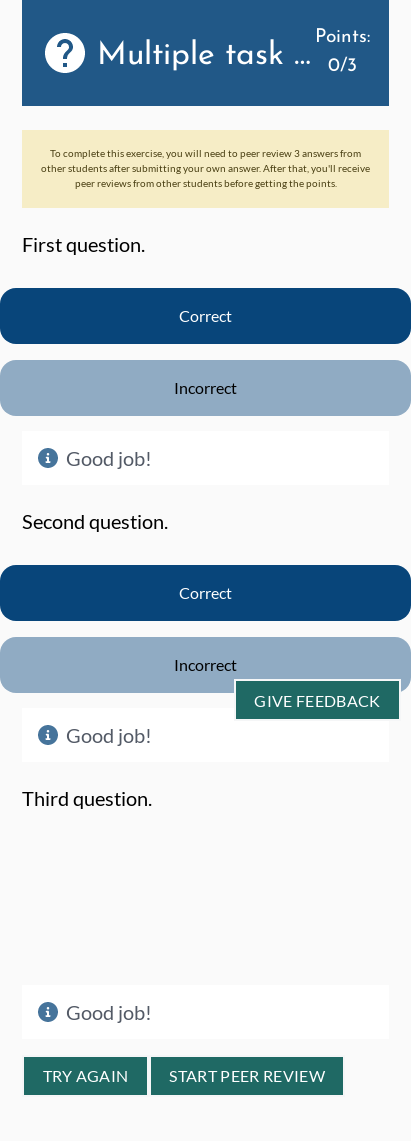 Multiple task ...
Points:
0/3
To complete this exercise, you will need to peer review 3 answers from
other students after submitting your own answer. After that, you'll receive
peer reviews from other students before getting the points.
First question.
Correct
Incorrect
Good job!
Second question.
Correct
Incorrect
GIVE FEEDBACK
Good job!
Third question.
Good job!
TRY AGAIN START PEER REVIEW